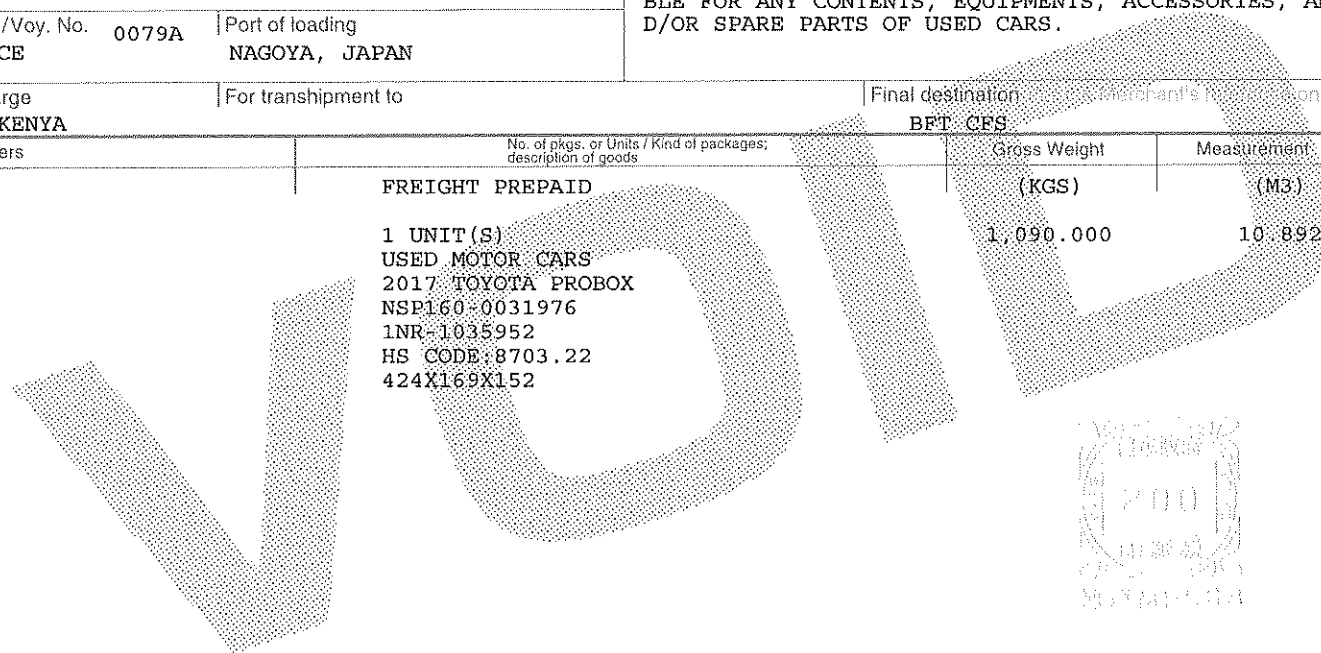 BLE FOR ANY CONTENTS, EQUIPMENTS, ACCESSORIES, A
/Voy. No. 0079A Port of loading D/OR SPARE PARTS OF USED CARS.
CE NAGOYA, JAPAN
arge For transhipment to Final destination
KENYA BFT CFS
ers No. of pkgs. or Units / Kind of packages; Gross Weight Measurement
description of goods
FREIGHT PREPAID (KGS) (M3)
1 UNIT(S) 1,090.000 10.892
USED MOTOR CARS
2017 TOYOTA PROBOX
NSP160-0031976
1NR-1035952
HS CODE:8703.22
424X169X152
VOID
200